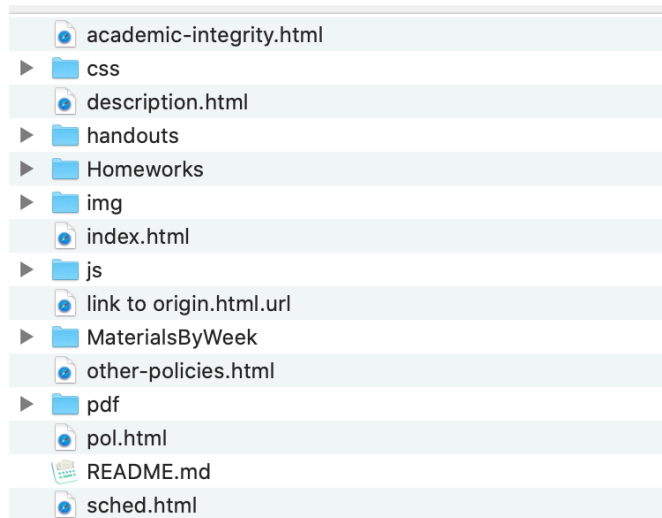 academic-integrity.html
css
description.html
handouts
Homeworks
img
index.html
js
link to origin.html.url
MaterialsByWeek
other-policies.html
pdf
pol.html
README.md
sched.html